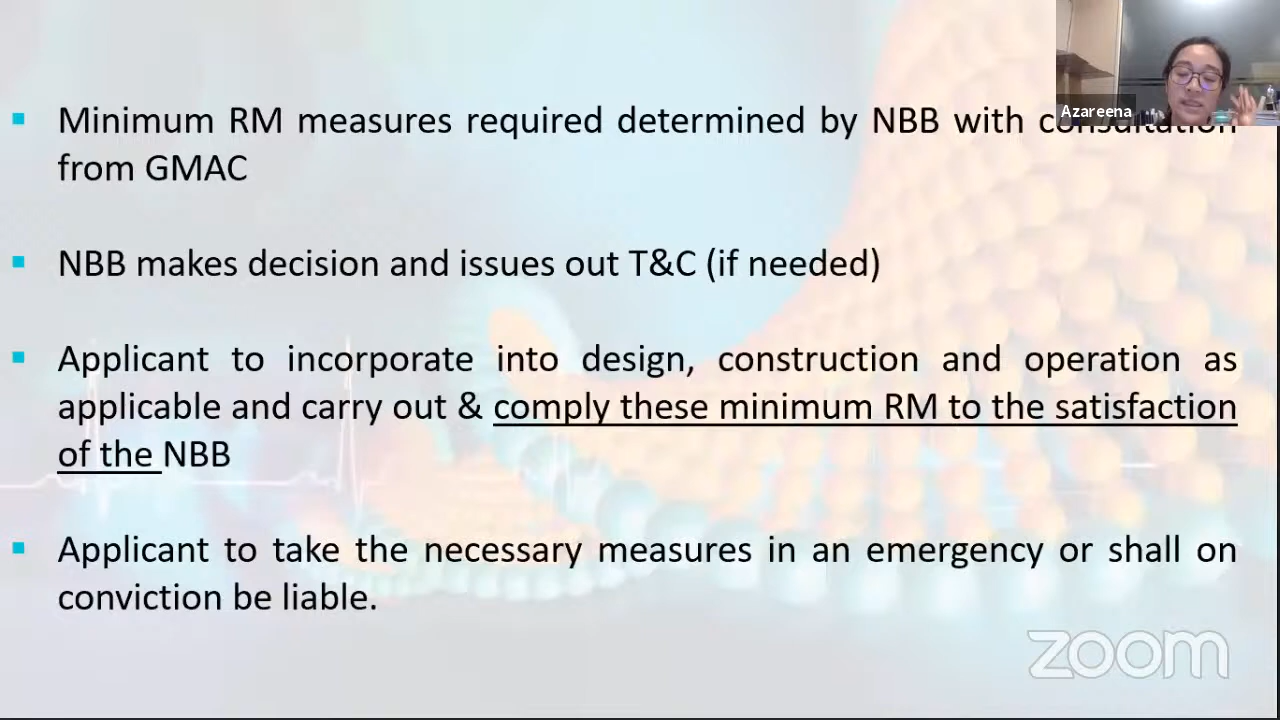 Azareena
Minimum RM measures required determined by NBB with consultation
from GMAC
NBB makes decision and issues out T&C (if needed)
Applicant to incorporate into design, construction and operation as
applicable and carry out & comply these minimum RM to the satisfaction
of the NBB
Applicant to take the necessary measures in an emergency or shall on
conviction be liable.
zoom